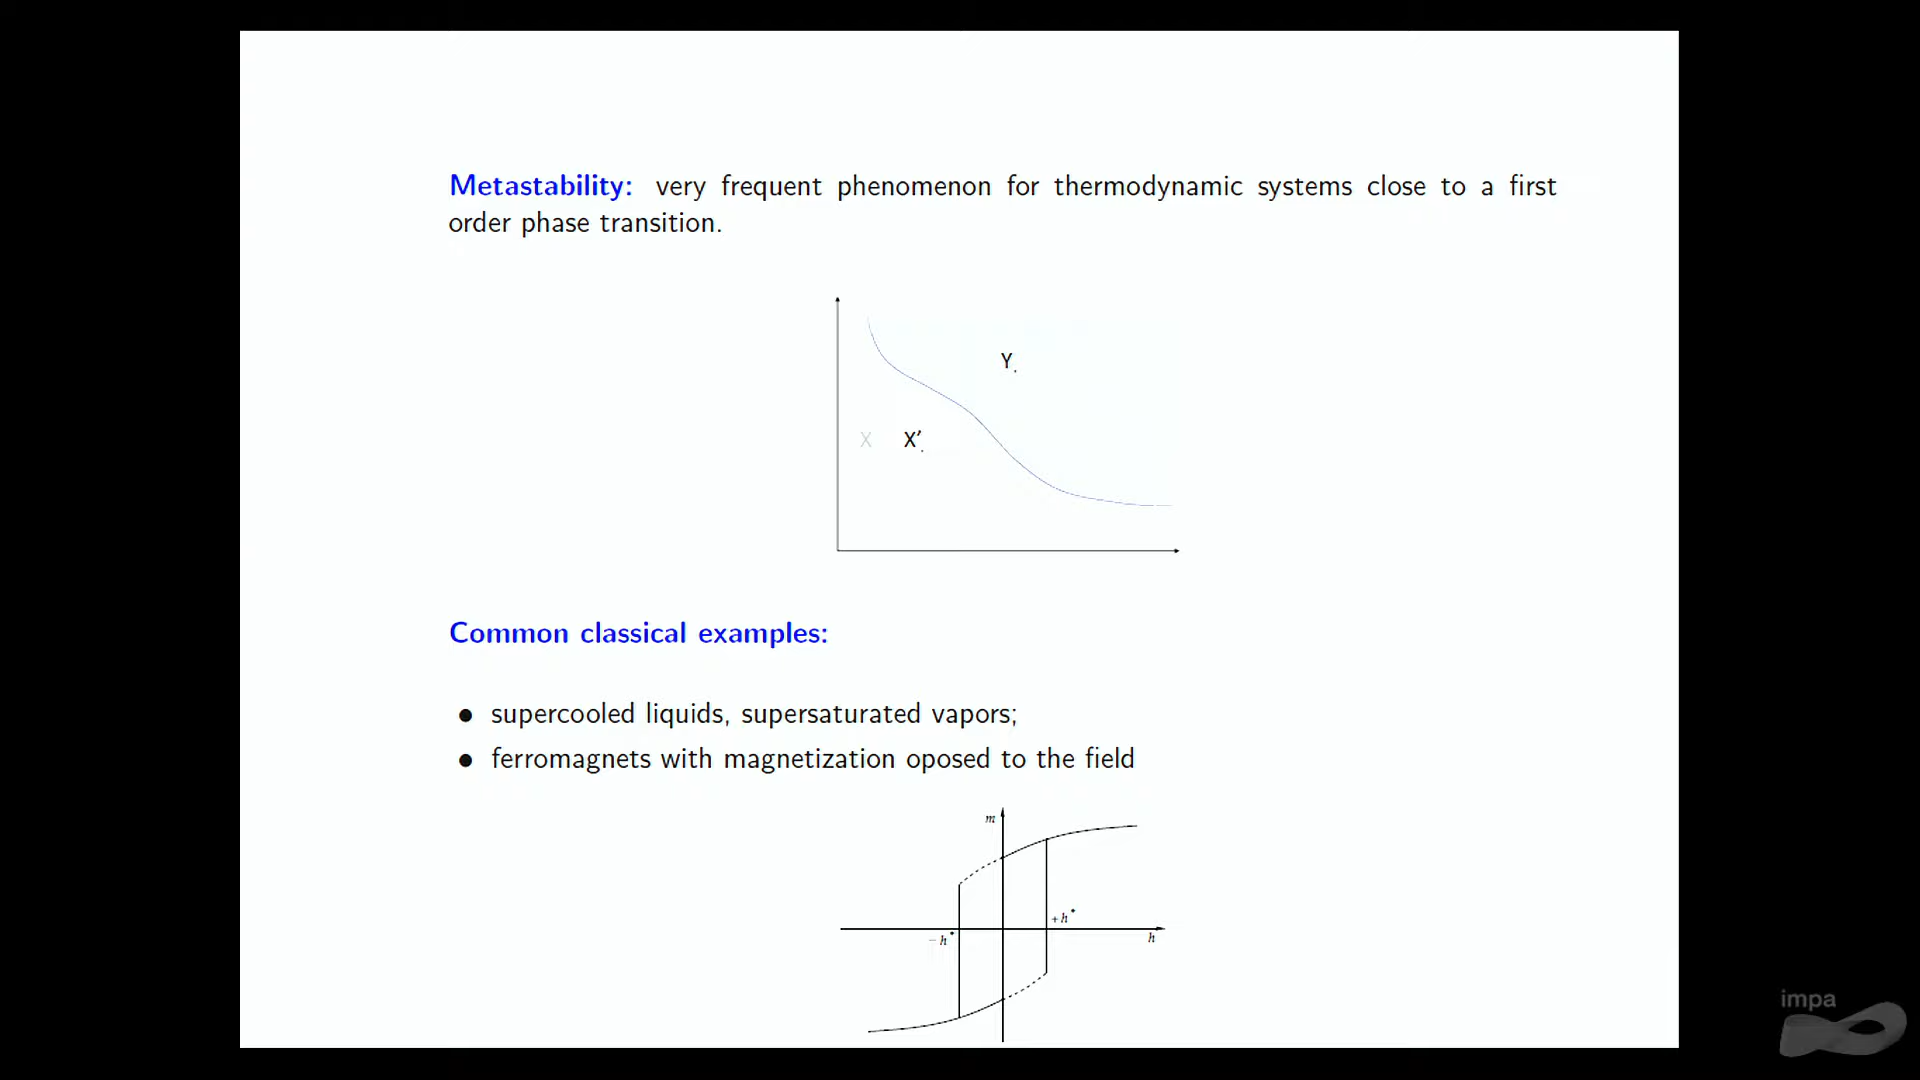 Metastability: very frequent phenomenon for thermodynamic systems close to a first
order phase transition.
Y.
X X'.
Common classical examples:
• supercooled liquids, supersaturated vapors;
• ferromagnets with magnetization oposed to the field
m
+h*
−h*
h
impa